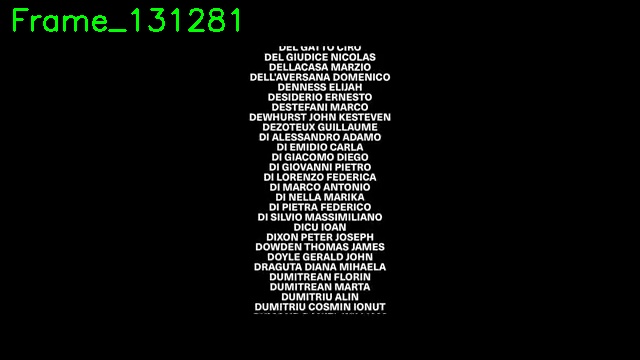 Frame_131281
DEL GATTO CIRO
DEL GIUDICE NICOLAS
DELLACASA MARZIO
DELL'AVERSANA DOMENICO
DENNESS ELIJAH
DESIDERIO ERNESTO
DESTEFANI MARCO
DEWHURST JOHN KESTEVEN
DEZOTEUX GUILLAUME
DI ALESSANDRO ADAMO
DI EMIDIO CARLA
DI GIACOMO DIEGO
DI GIOVANNI PIETRO
DI LORENZO FEDERICA
DI MARCO ANTONIO
DI NELLA MARIKA
DI PIETRA FEDERICO
DI SILVIO MASSIMILIANO
DICU IOAN
DIXON PETER JOSEPH
DOWDEN THOMAS JAMES
DOYLE GERALD JOHN
DRAGUTA DIANA MIHAELA
DUMITREAN FLORIN
DUMITREAN MARTA
DUMITRIU ALIN
DUMITRIU COSMIN IONUT